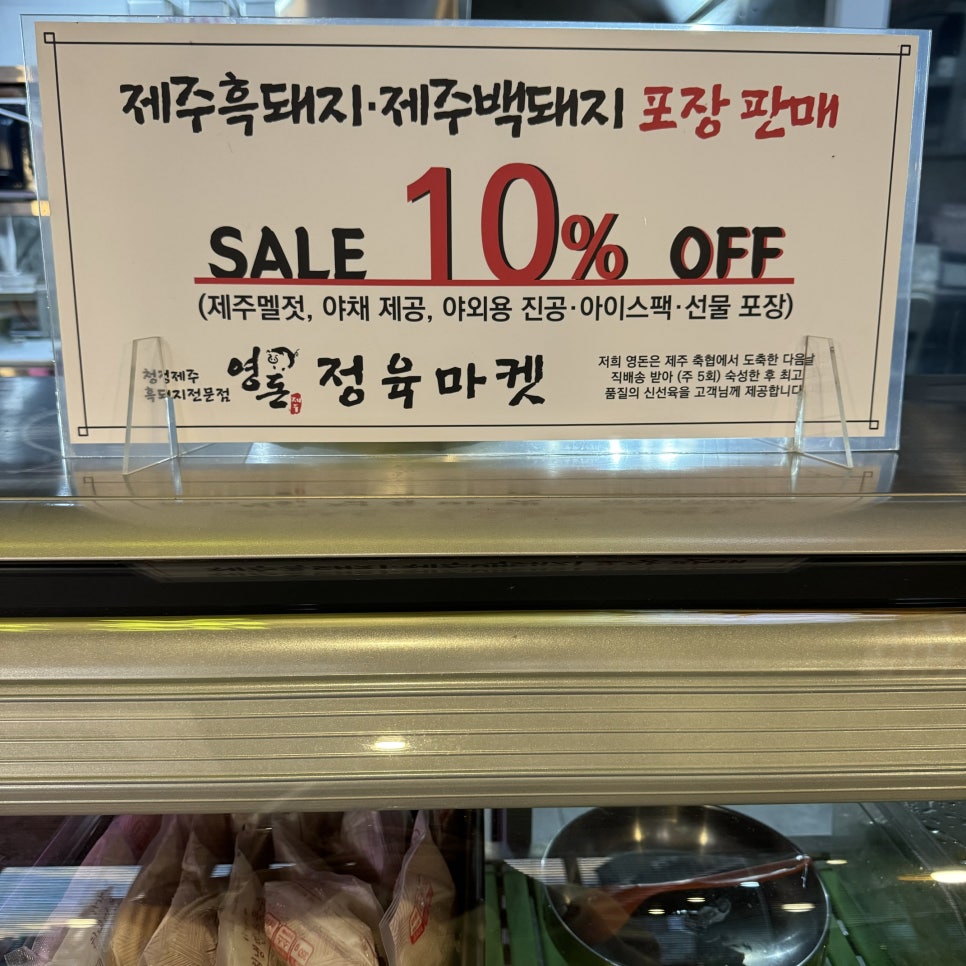 제주흑돼지·제주백돼지 포장 판매
SALE 10% OFF
(제주멜젓, 야채 제공, 야외용 진공·아이스팩·선물 포장)
청정제주
흑돼지전문점
영돈 정육마켓
저희 영돈은 제주 축협에서 도축한 다음날
직배송 받아 (주 5회) 숙성한 후 최고
품질의 신선육을 고객님께 제공합니다.